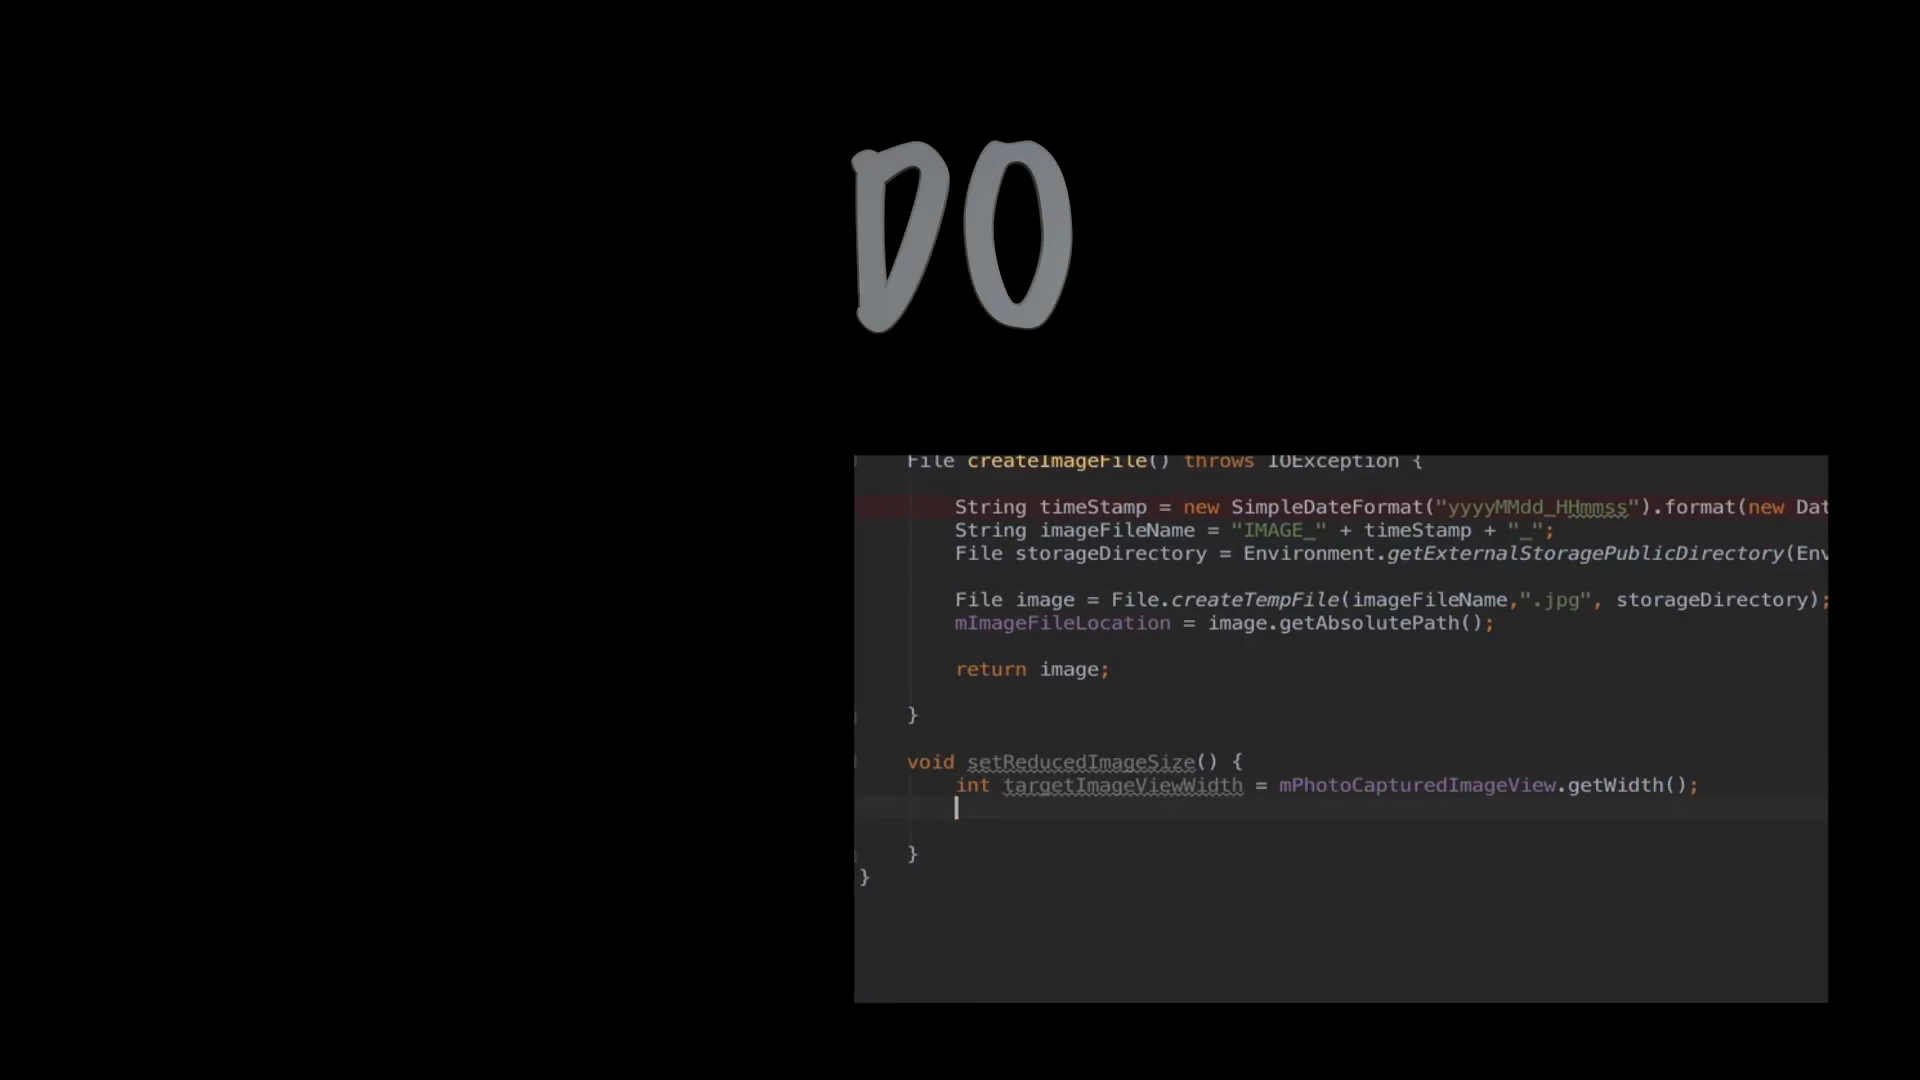 DO
File createImageFile() throws IOException {
String timeStamp = new SimpleDateFormat("yyyyMMdd_HHmmss").format(new Dat
String imageFileName = "IMAGE_" + timeStamp + "_";
File storageDirectory = Environment.getExternalStoragePublicDirectory(Env
File image = File.createTempFile(imageFileName,".jpg", storageDirectory);
mImageFileLocation = image.getAbsolutePath();
return image;
}
void setReducedImageSize() {
int targetImageViewWidth = mPhotoCapturedImageView.getWidth();
}
}